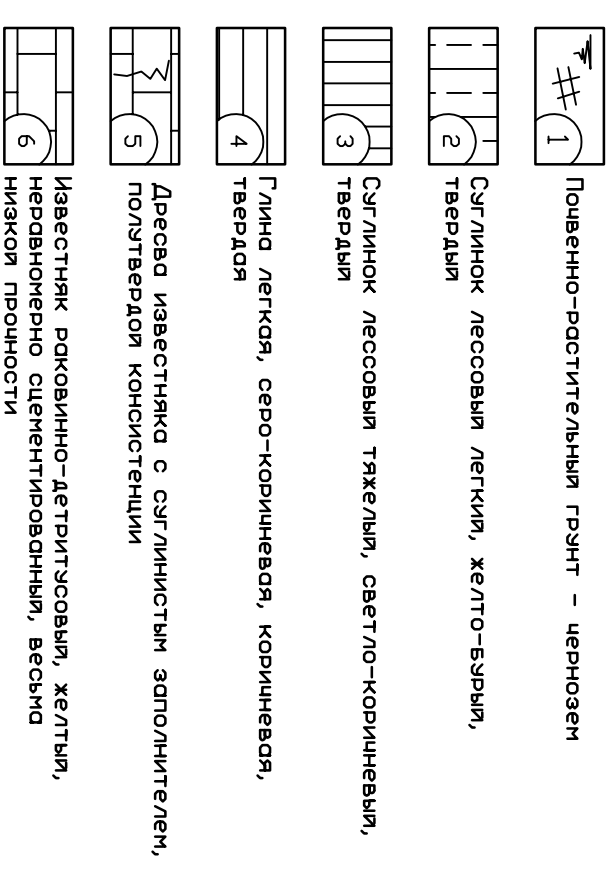 1
Почвенно-растительный грунт - чернозем
2
Суглинок лессовый легкий, желто-бурый,
твердый
3
Суглинок лессовый тяжелый, светло-коричневый,
твердый
4
Глина легкая, серо-коричневая, коричневая,
твердая
5
Дресва известняка с суглинистым заполнителем,
полутвердой консистенции
6
Известняк раковинно-детритусовый, желтый,
неравномерно сцементированный, весьма
низкой прочности